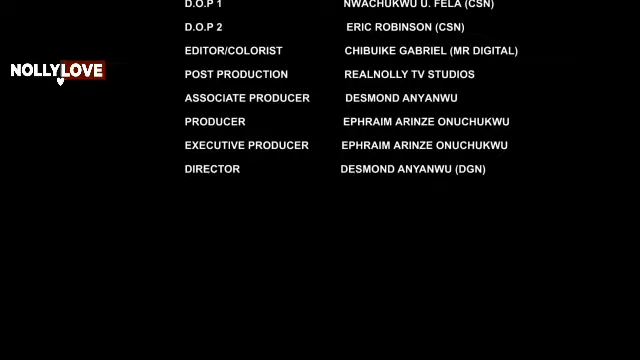 D.O.P 1 NWACHUKWU U. FELA (CSN)
D.O.P 2 ERIC ROBINSON (CSN)
EDITOR/COLORIST CHIBUIKE GABRIEL (MR DIGITAL)
NOLLYLOVE
POST PRODUCTION REALNOLLY TV STUDIOS
ASSOCIATE PRODUCER DESMOND ANYANWU
PRODUCER EPHRAIM ARINZE ONUCHUKWU
EXECUTIVE PRODUCER EPHRAIM ARINZE ONUCHUKWU
DIRECTOR DESMOND ANYANWU (DGN)